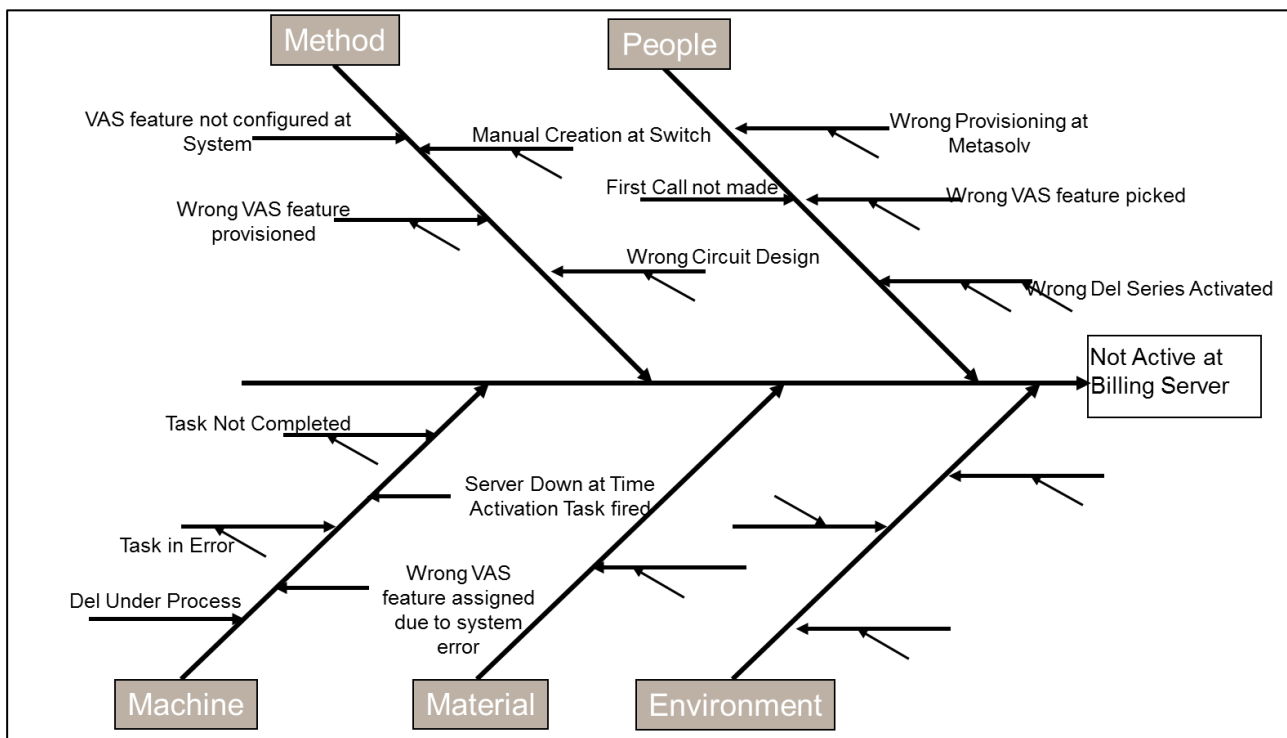 Method
People
VAS feature not configured at
System
Manual Creation at Switch
Wrong Provisioning at
Metasolv
First Call not made
Wrong VAS feature picked
Wrong VAS feature
provisioned
Wrong Circuit Design
Wrong Del Series Activated
Not Active at
Billing Server
Task Not Completed
Server Down at Time
Activation Task fired
Task in Error
Wrong VAS
feature assigned
due to system
error
Del Under Process
Machine
Material
Environment